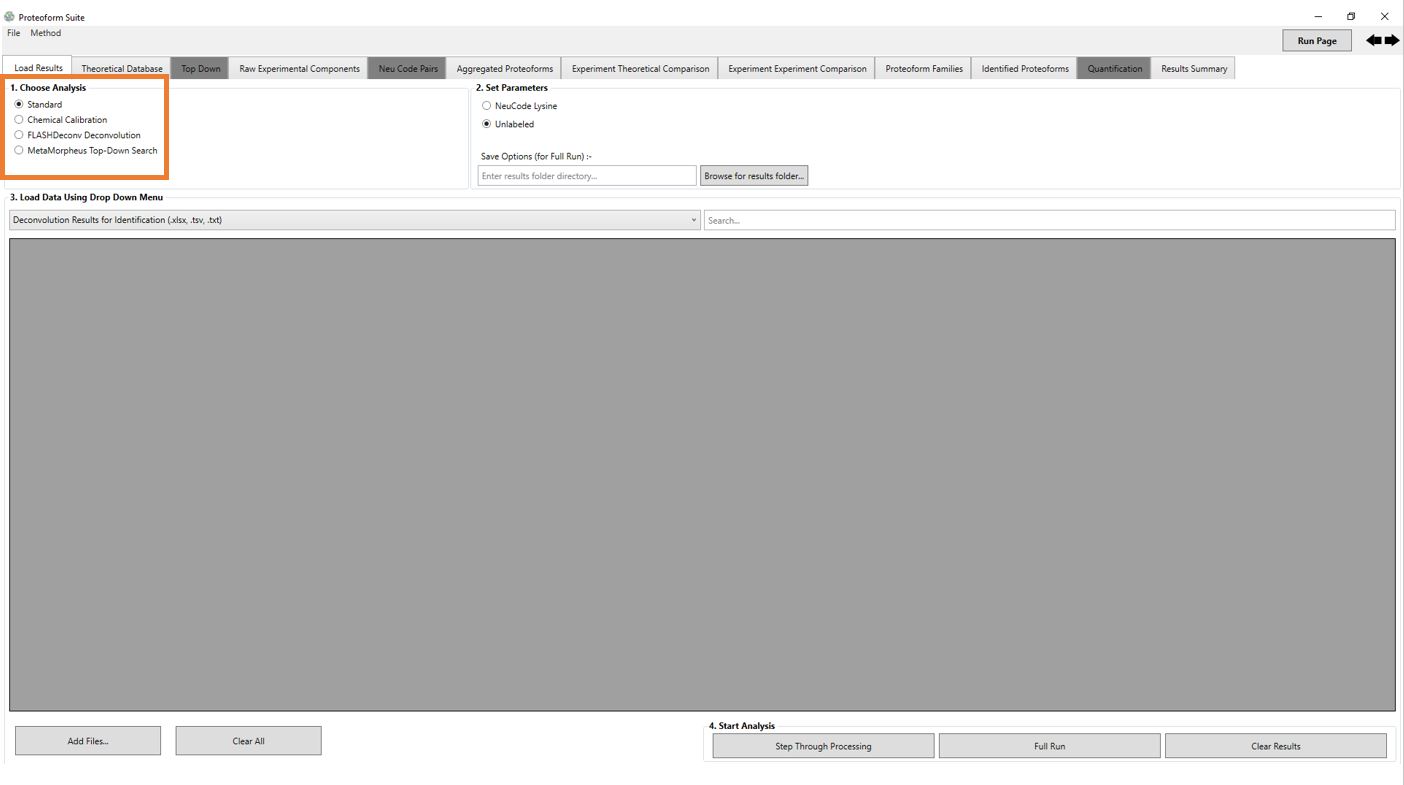 Proteoform Suite
File Method
Run Page
Load Results Theoretical Database Top Down Raw Experimental Components Neu Code Pairs Aggregated Proteoforms Experiment Theoretical Comparison Experiment Experiment Comparison Proteoform Families Identified Proteoforms Quantification Results Summary
1. Choose Analysis
Standard
Chemical Calibration
FLASHDeconv Deconvolution
MetaMorpheus Top-Down Search
2. Set Parameters
NeuCode Lysine
Unlabeled
Save Options (for Full Run) :-
Enter results folder directory... Browse for results folder...
3. Load Data Using Drop Down Menu
Deconvolution Results for Identification (.xlsx, .tsv, .txt) Search...
Add Files... Clear All
4. Start Analysis
Step Through Processing Full Run Clear Results